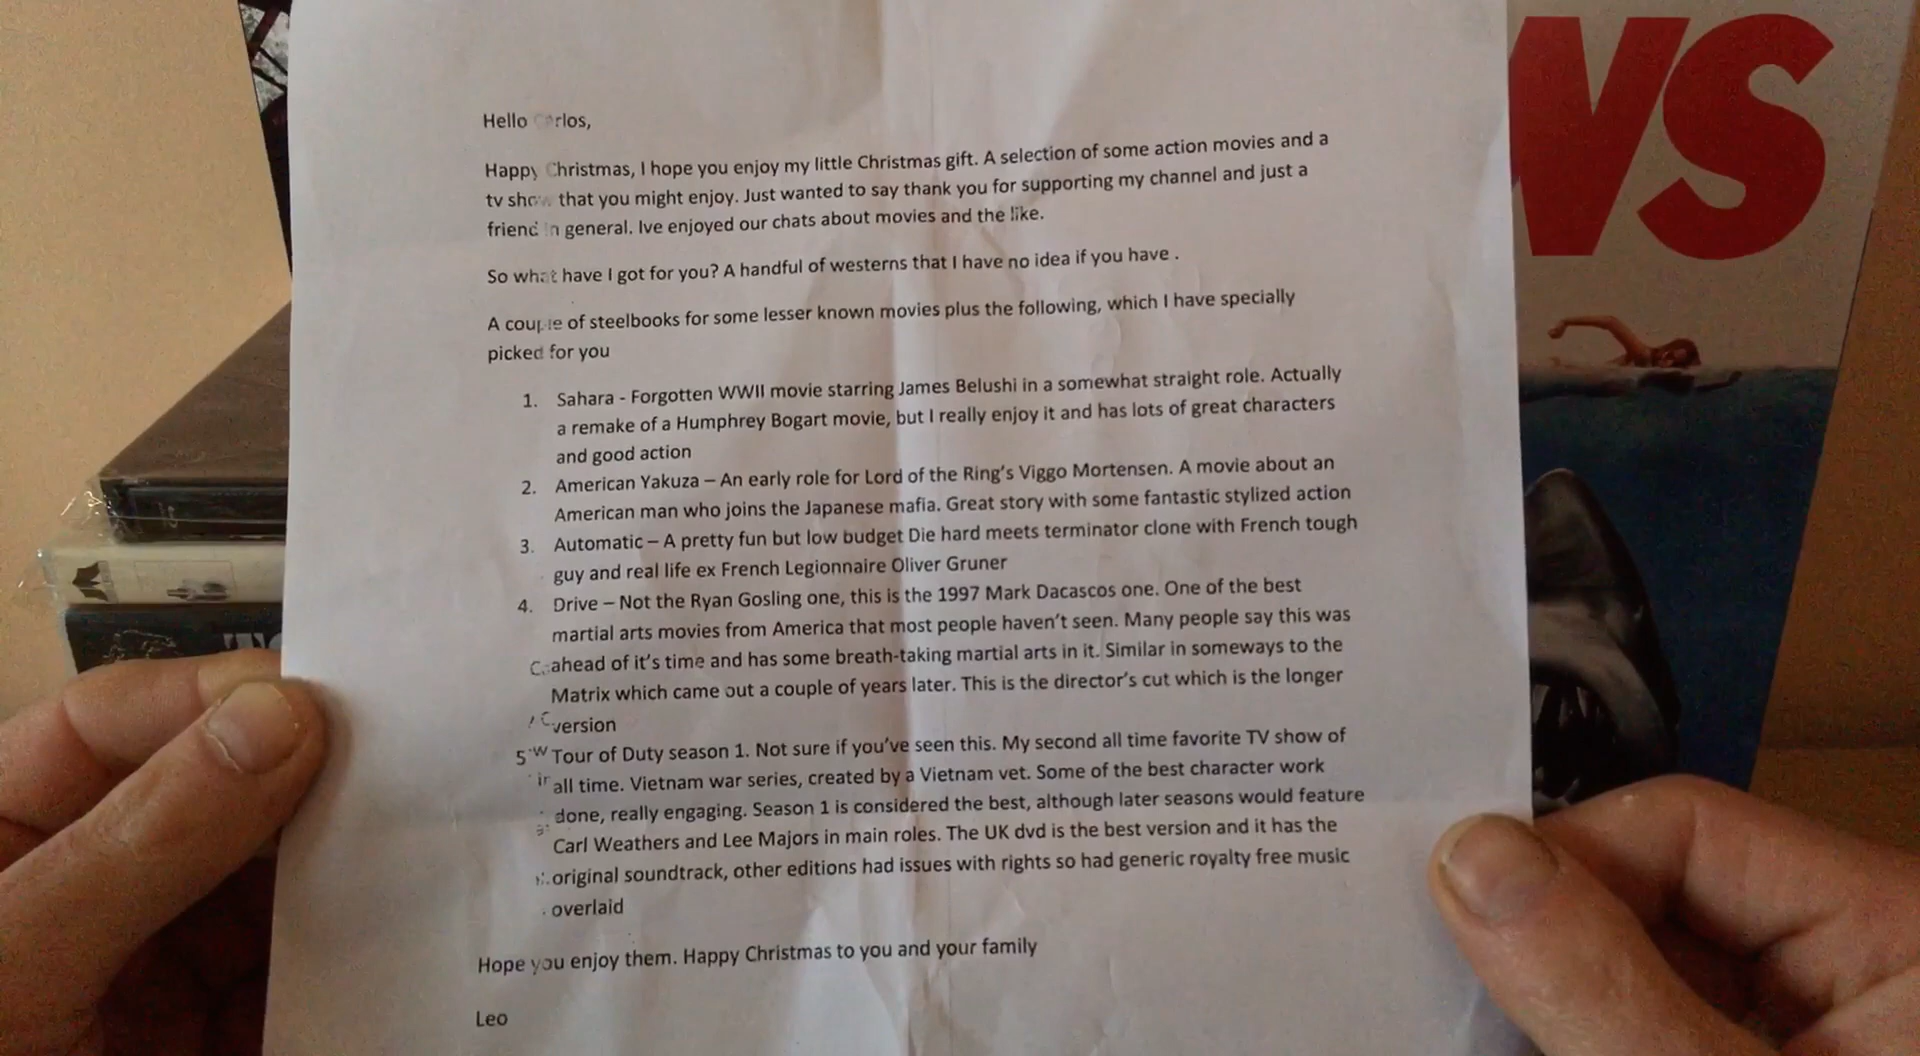 Hello Carlos,
Happy Christmas, I hope you enjoy my little Christmas gift. A selection of some action movies and a
tv show that you might enjoy. Just wanted to say thank you for supporting my channel and just a
friend in general. Ive enjoyed our chats about movies and the like.
So what have I got for you? A handful of westerns that I have no idea if you have .
A couple of steelbooks for some lesser known movies plus the following, which I have specially
picked for you
1. Sahara - Forgotten WWII movie starring James Belushi in a somewhat straight role. Actually
a remake of a Humphrey Bogart movie, but I really enjoy it and has lots of great characters
and good action
2. American Yakuza – An early role for Lord of the Ring's Viggo Mortensen. A movie about an
American man who joins the Japanese mafia. Great story with some fantastic stylized action
3. Automatic – A pretty fun but low budget Die hard meets terminator clone with French tough
guy and real life ex French Legionnaire Oliver Gruner
4. Drive – Not the Ryan Gosling one, this is the 1997 Mark Dacascos one. One of the best
martial arts movies from America that most people haven't seen. Many people say this was
ahead of it's time and has some breath-taking martial arts in it. Similar in someways to the
Matrix which came out a couple of years later. This is the director's cut which is the longer
version
5 Tour of Duty season 1. Not sure if you've seen this. My second all time favorite TV show of
all time. Vietnam war series, created by a Vietnam vet. Some of the best character work
done, really engaging. Season 1 is considered the best, although later seasons would feature
Carl Weathers and Lee Majors in main roles. The UK dvd is the best version and it has the
original soundtrack, other editions had issues with rights so had generic royalty free music
overlaid
Hope you enjoy them. Happy Christmas to you and your family
Leo
WS